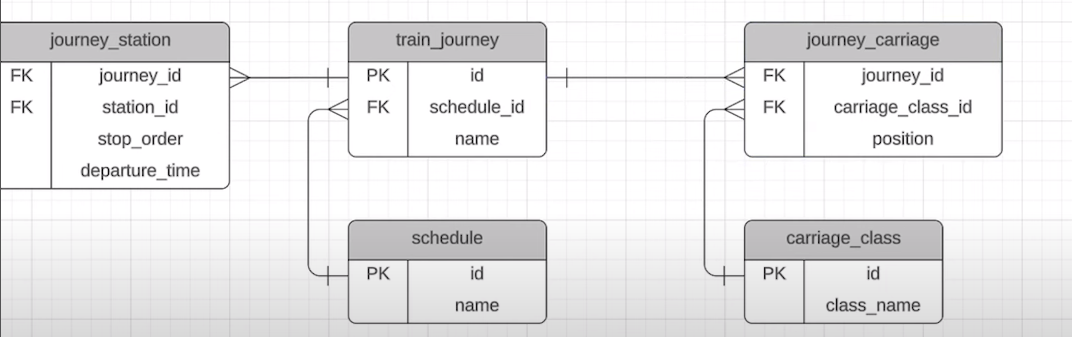 journey_station
FK journey_id
FK station_id
stop_order
departure_time
train_journey
PK id
FK schedule_id
name
journey_carriage
FK journey_id
FK carriage_class_id
position
schedule
PK id
name
carriage_class
PK id
class_name